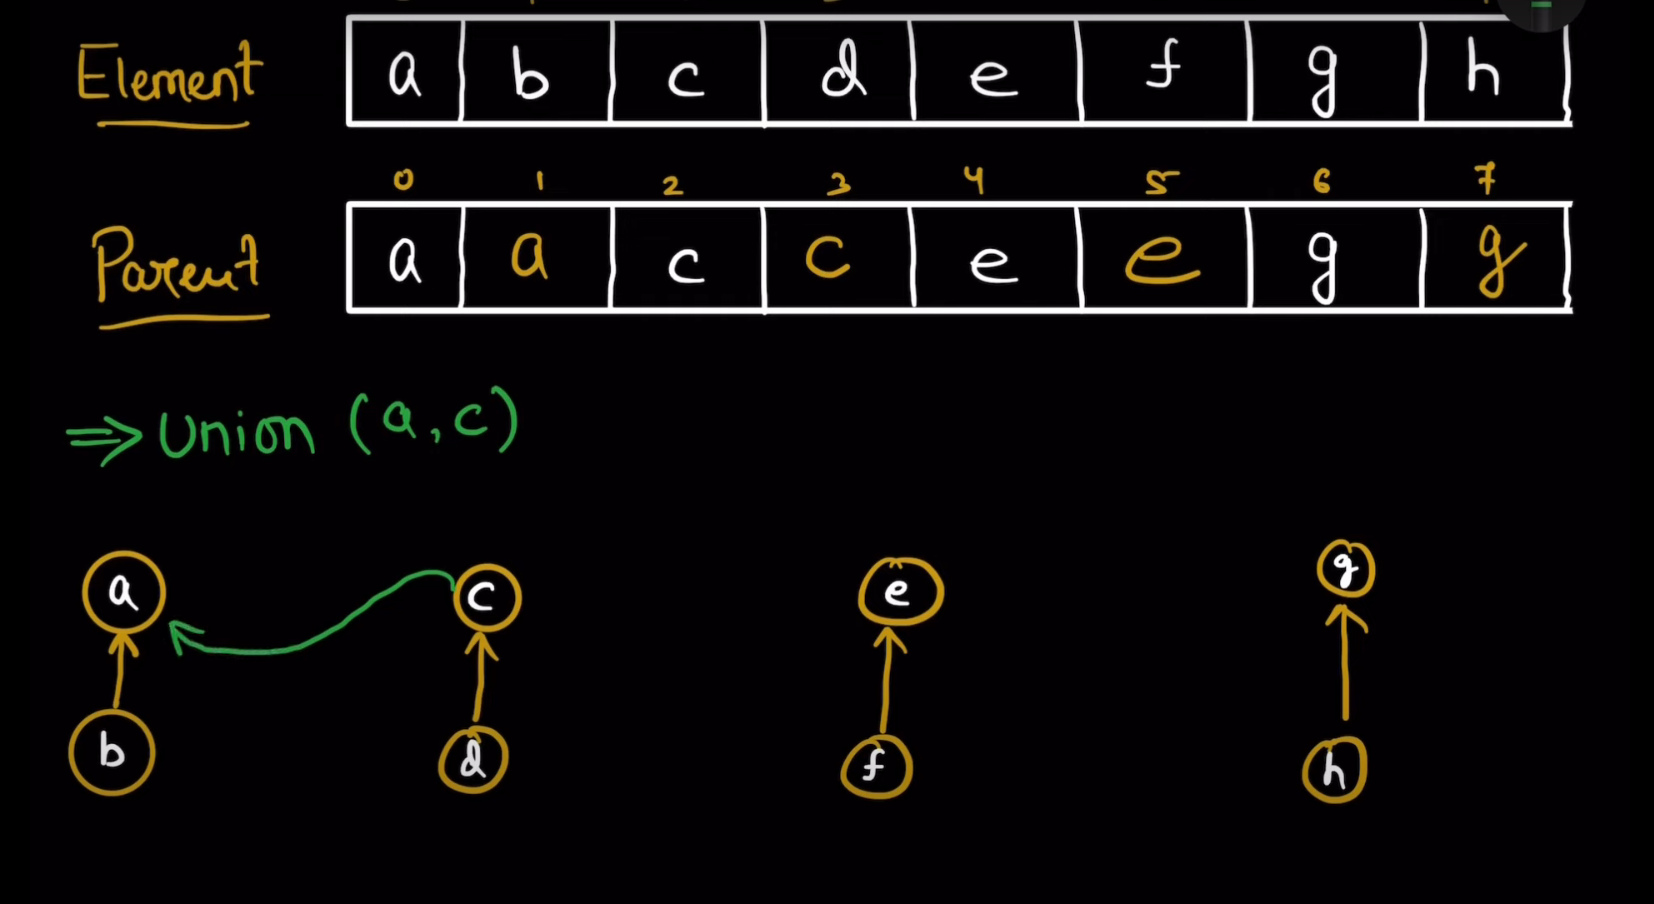 Element a b c d e f g h
0 1 2 3 4 5 6 7
Parent a a c c e e g g
⇒ Union (a,c)
a c e g
b d f h